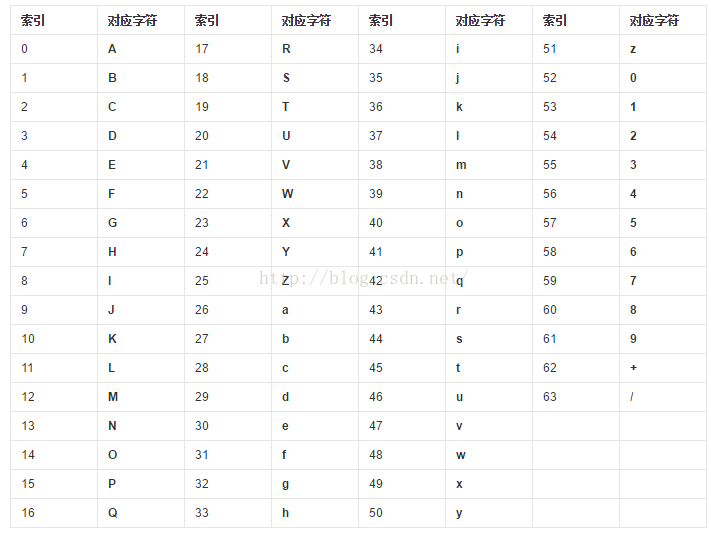 索引 对应字符 索引 对应字符 索引 对应字符 索引 对应字符
0 A 17 R 34 i 51 z
1 B 18 S 35 j 52 0
2 C 19 T 36 k 53 1
3 D 20 U 37 l 54 2
4 E 21 V 38 m 55 3
5 F 22 W 39 n 56 4
6 G 23 X 40 o 57 5
7 H 24 Y 41 p 58 6
8 I 25 Z 42 q 59 7
http://blog.csdn.net/
9 J 26 a 43 r 60 8
10 K 27 b 44 s 61 9
11 L 28 c 45 t 62 +
12 M 29 d 46 u 63 /
13 N 30 e 47 v
14 O 31 f 48 w
15 P 32 g 49 x
16 Q 33 h 50 y